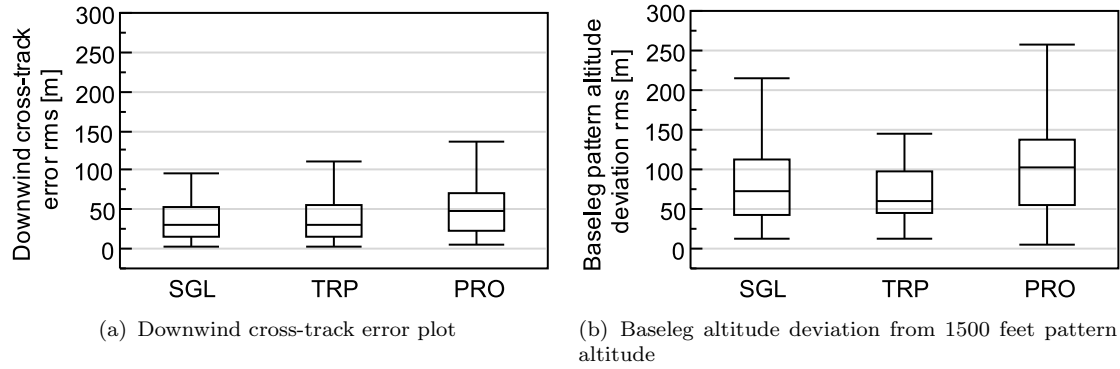 Downwind cross-track
error rms [m]
300
250
200
150
100
50
0
SGL TRP PRO
(a) Downwind cross-track error plot
Baseleg pattern altitude
deviation rms [m]
300
250
200
150
100
50
0
SGL TRP PRO
(b) Baseleg altitude deviation from 1500 feet pattern
altitude